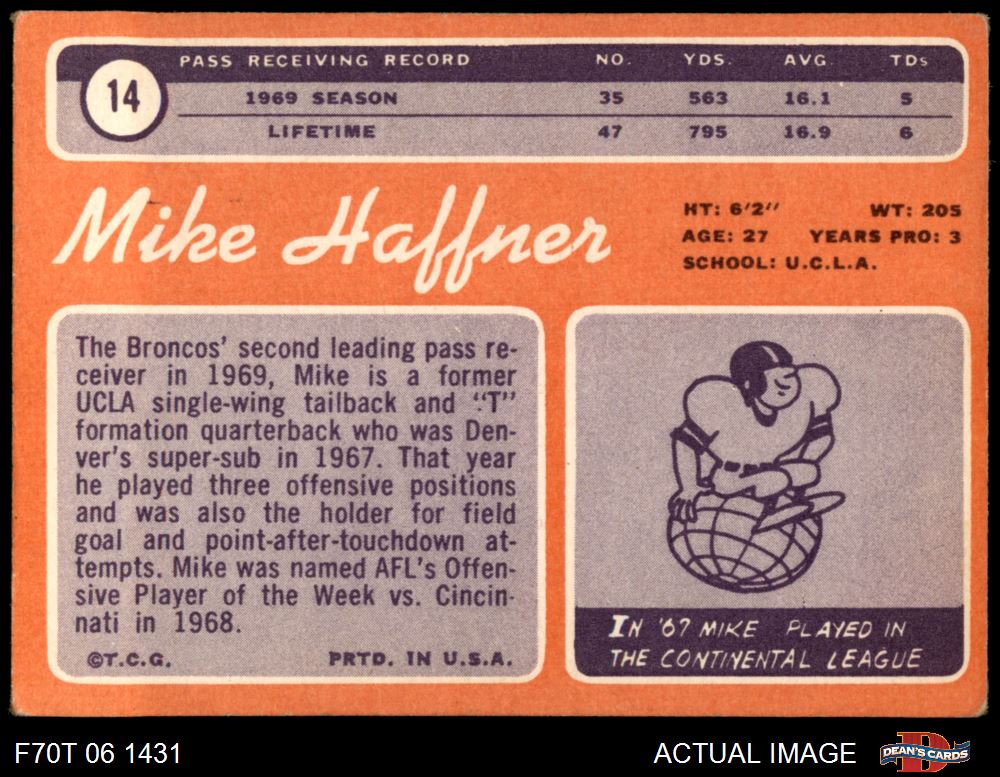 PASS RECEIVING RECORD NO. YDS. AVG. TDs
14
1969 SEASON 35 563 16.1 5
LIFETIME 47 795 16.9 6
Mike Haffner
HT: 6'2" WT: 205
AGE: 27 YEARS PRO: 3
SCHOOL: U.C.L.A.
The Broncos' second leading pass re-
ceiver in 1969, Mike is a former
UCLA single-wing tailback and "T"
formation quarterback who was Den-
ver's super-sub in 1967. That year
he played three offensive positions
and was also the holder for field
goal and point-after-touchdown at-
tempts. Mike was named AFL's Offen-
sive Player of the Week vs. Cincin-
nati in 1968.
©T.C.G. PRTD. IN U.S.A.
IN '67 MIKE PLAYED IN
THE CONTINENTAL LEAGUE
F70T 06 1431 ACTUAL IMAGE
D
DEAN'S CARDS